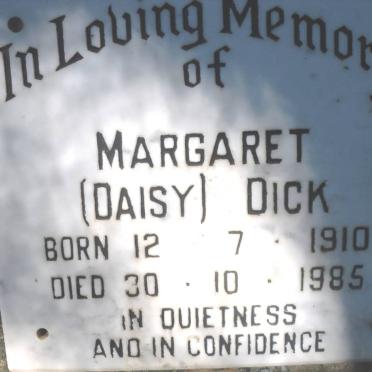 In Loving Memor
of
MARGARET
(DAISY) DICK
BORN 12 7 · 1910
DIED 30 · 10 · 1985
IN QUIETNESS
AND IN CONFIDENCE